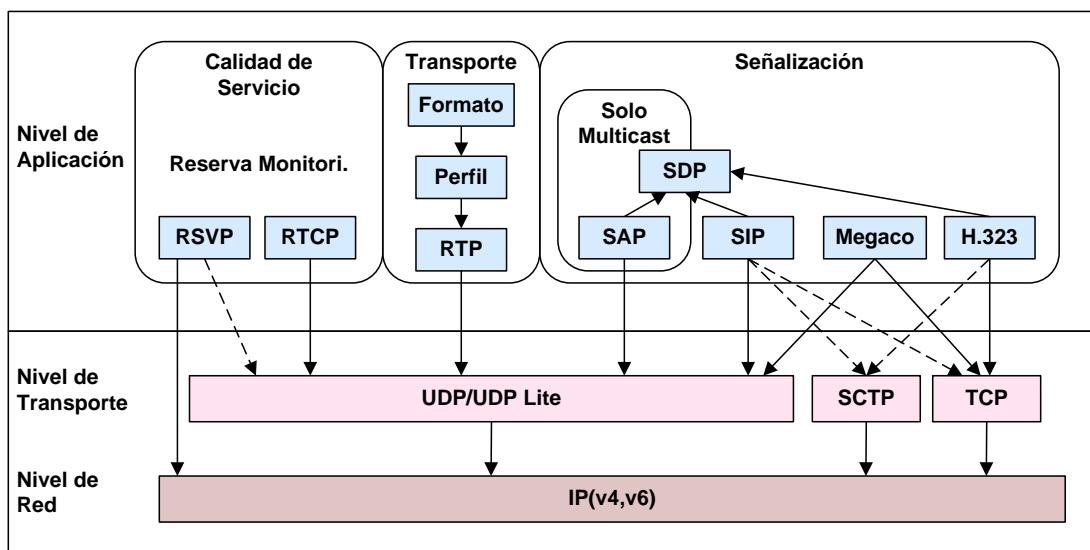 Nivel de
Aplicación
Calidad de
Servicio
Reserva Monitori.
RSVP
RTCP
Transporte
Formato
Perfil
RTP
Señalización
Solo
Multicast
SDP
SAP
SIP
Megaco
H.323
Nivel de
Transporte
UDP/UDP Lite
SCTP
TCP
Nivel de
Red
IP(v4,v6)